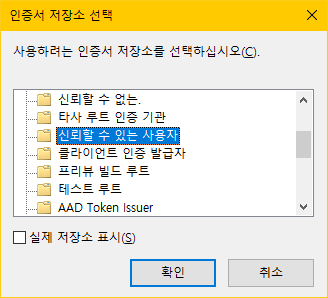 인증서 저장소 선택
사용하려는 인증서 저장소를 선택하십시오(C).
신뢰할 수 없는.
타사 루트 인증 기관
신뢰할 수 있는 사용자
클라이언트 인증 발급자
프리뷰 빌드 루트
테스트 루트
AAD Token Issuer
실제 저장소 표시(S)
확인
취소